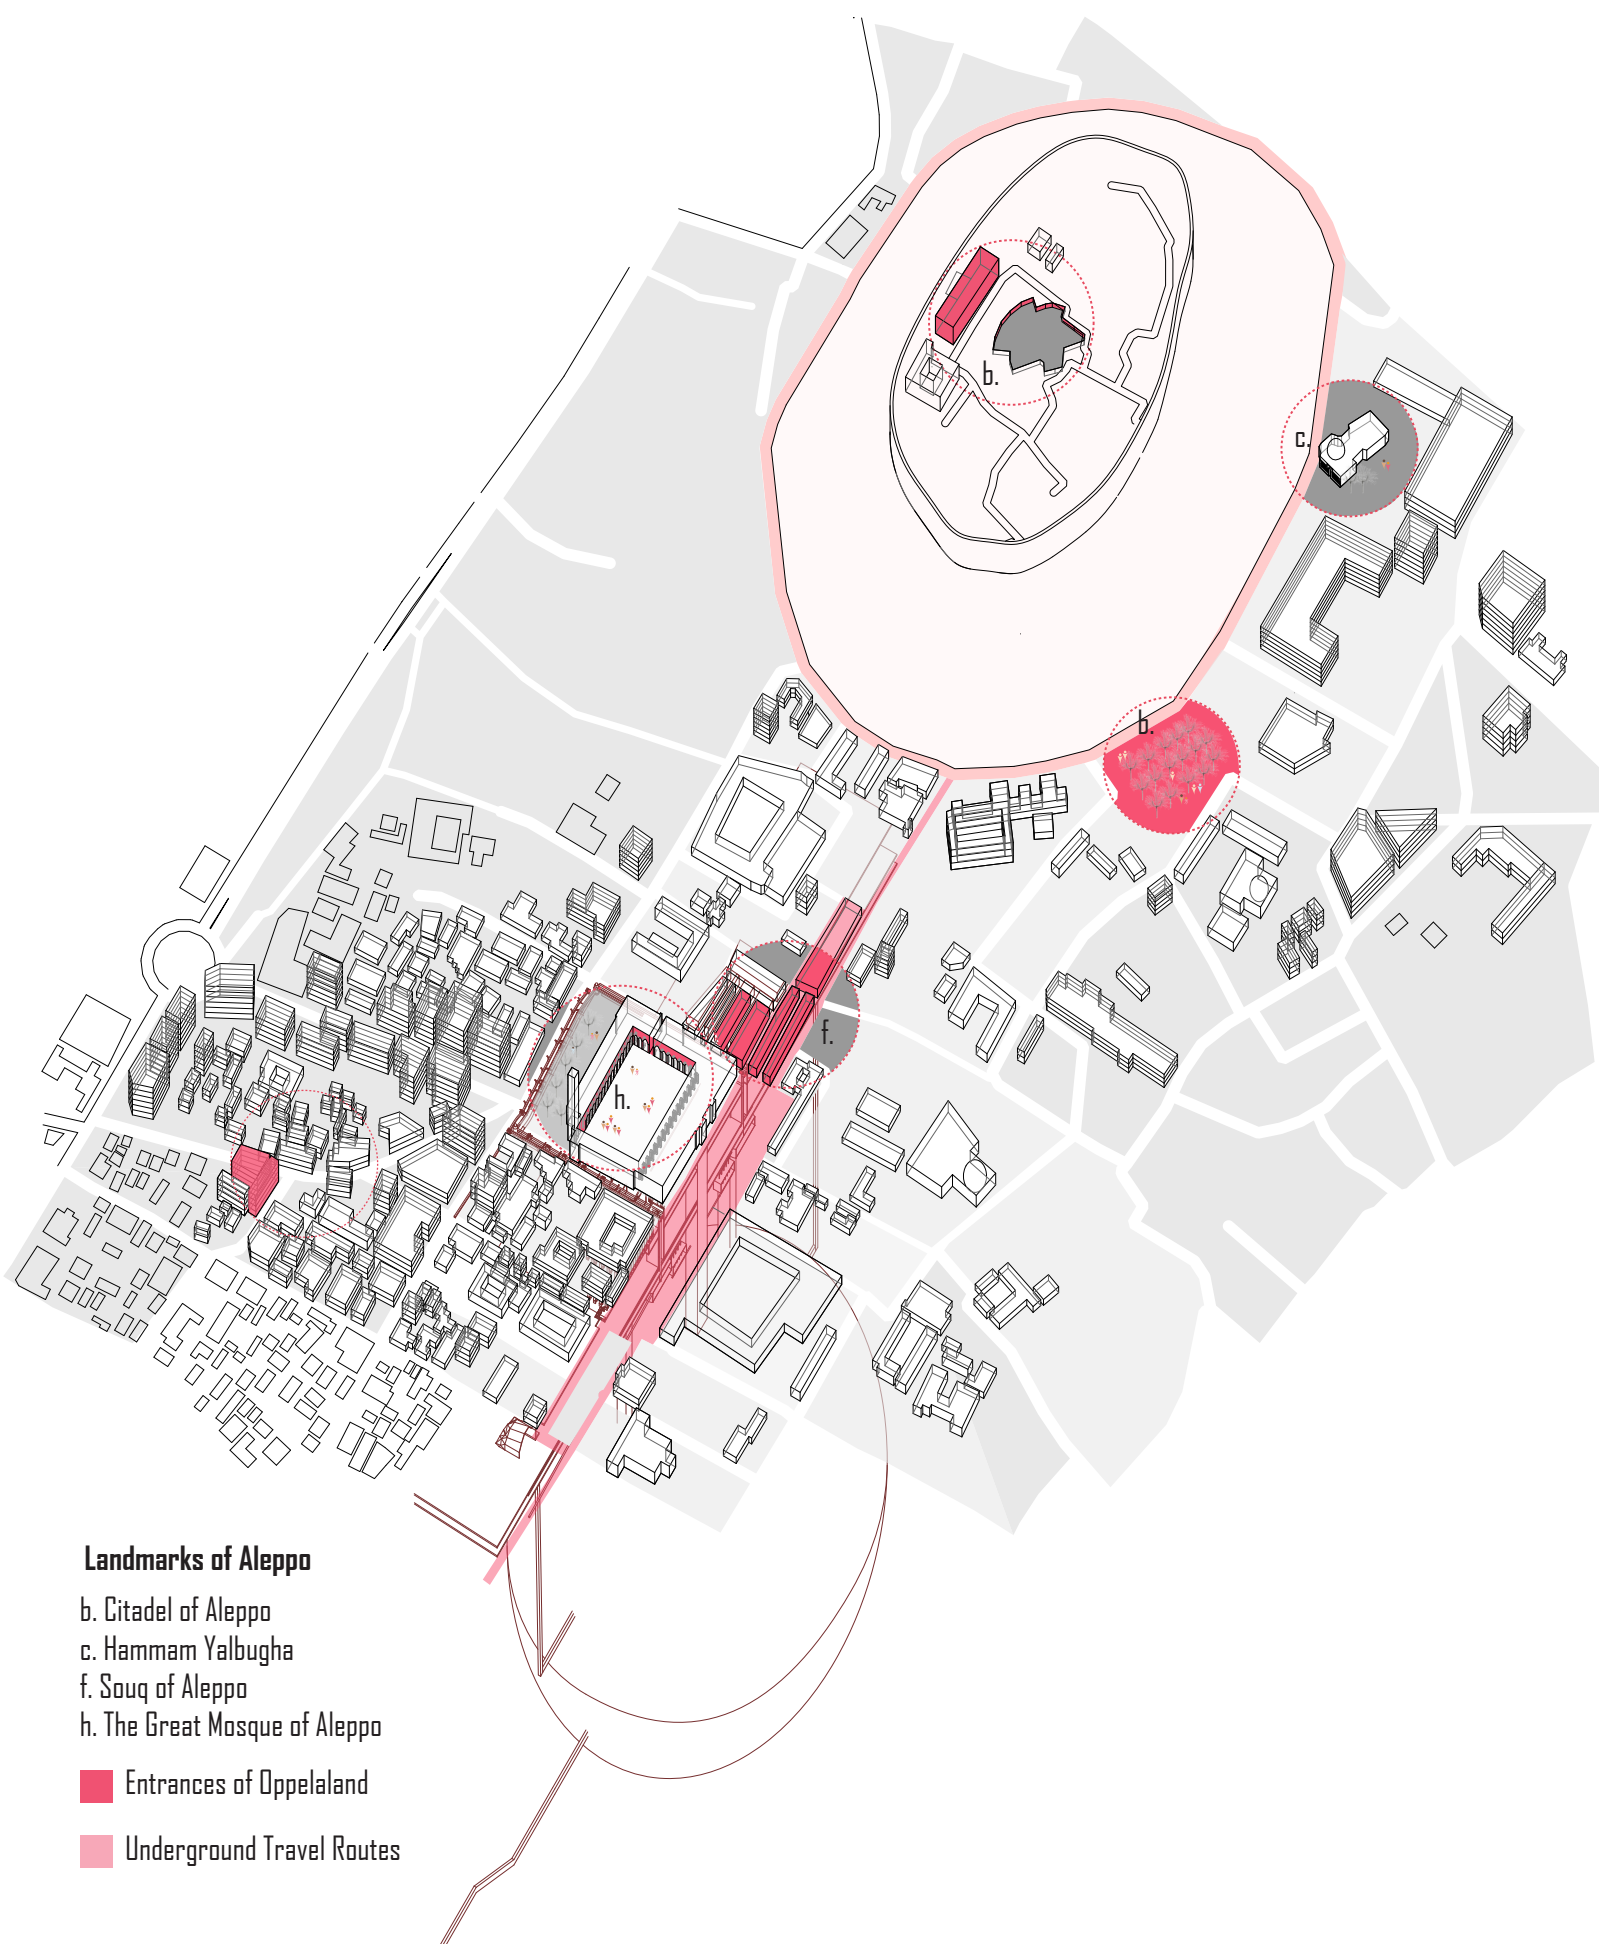 b.
c.
b.
f.
h.
Landmarks of Aleppo
b. Citadel of Aleppo
c. Hammam Yalbugha
f. Souq of Aleppo
h. The Great Mosque of Aleppo
Entrances of Oppelaland
Underground Travel Routes